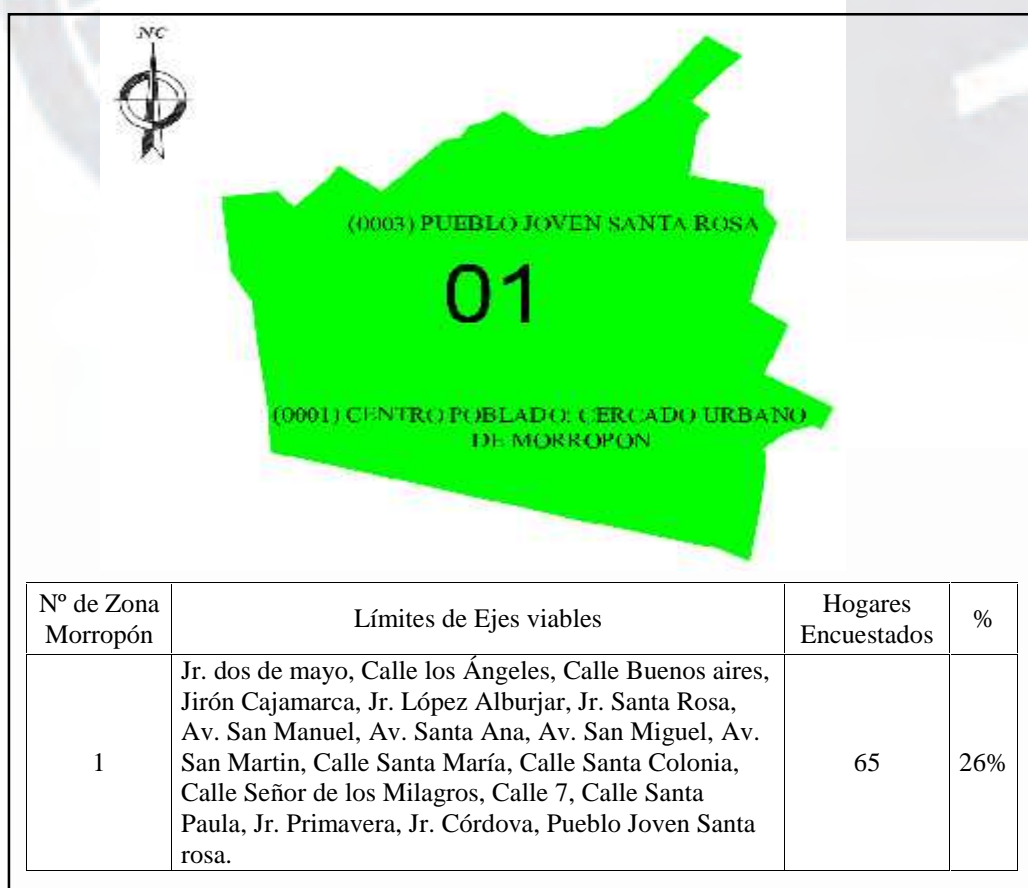 NC
(0003) PUEBLO JOVEN SANTA ROSA
01
(0001) CENTRO POBLADO: CERCADO URBANO
DE MORROPON
Nº de Zona
Morropón
Límites de Ejes viables
Hogares
Encuestados
%
1
Jr. dos de mayo, Calle los Ángeles, Calle Buenos aires,
Jirón Cajamarca, Jr. López Alburjar, Jr. Santa Rosa,
Av. San Manuel, Av. Santa Ana, Av. San Miguel, Av.
San Martin, Calle Santa María, Calle Santa Colonia,
Calle Señor de los Milagros, Calle 7, Calle Santa
Paula, Jr. Primavera, Jr. Córdova, Pueblo Joven Santa
rosa.
65
26%